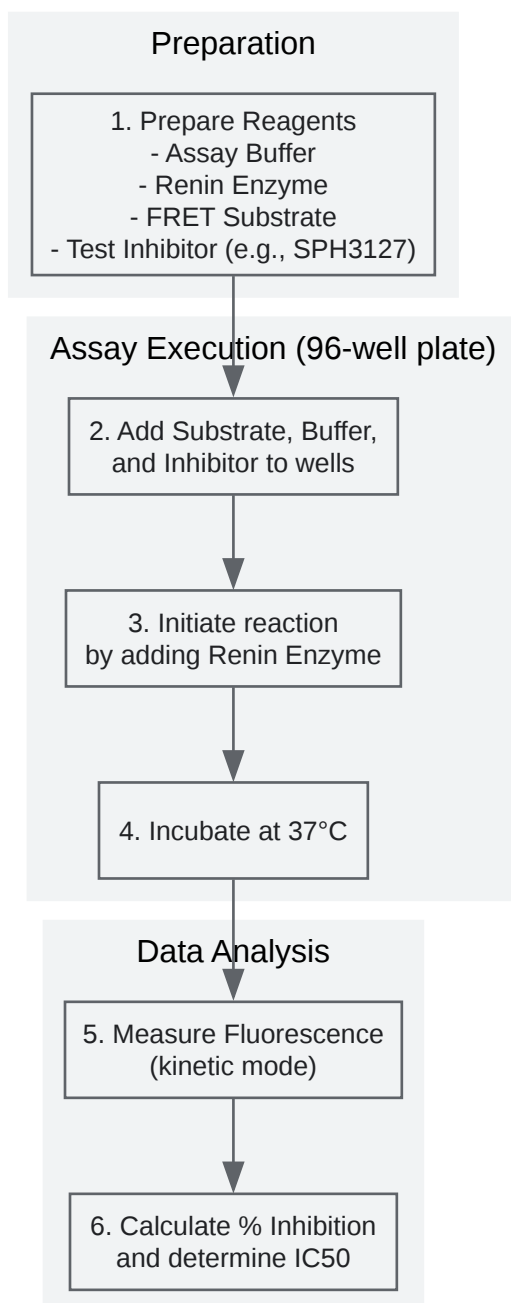 Preparation
1. Prepare Reagents
- Assay Buffer
- Renin Enzyme
- FRET Substrate
- Test Inhibitor (e.g., SPH3127)
Assay Execution (96-well plate)
2. Add Substrate, Buffer,
and Inhibitor to wells
3. Initiate reaction
by adding Renin Enzyme
4. Incubate at 37°C
Data Analysis
5. Measure Fluorescence
(kinetic mode)
6. Calculate % Inhibition
and determine IC50